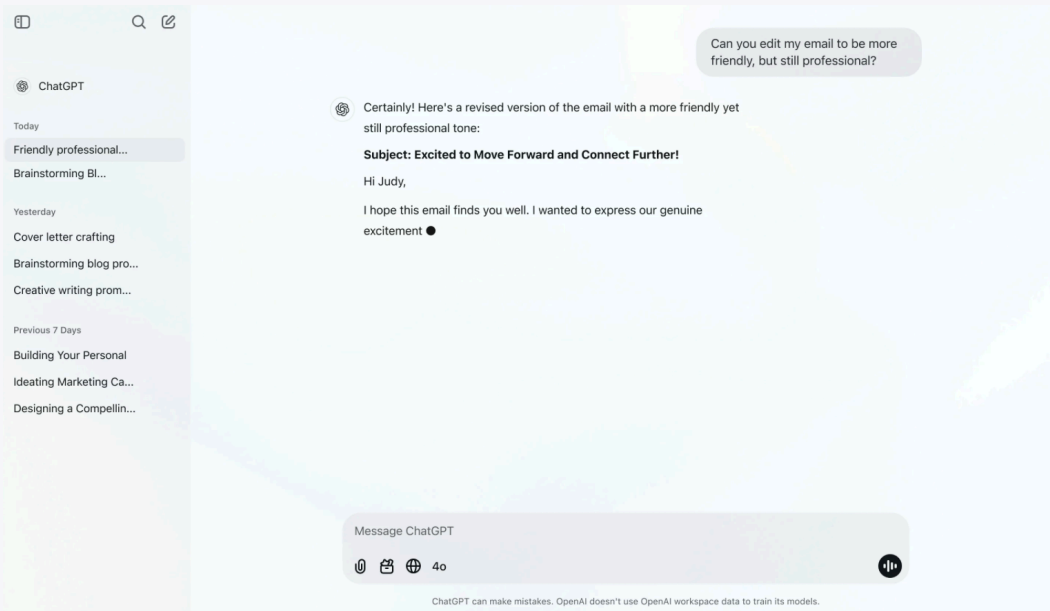 ChatGPT
Today
Friendly professional...
Brainstorming Bl...
Yesterday
Cover letter crafting
Brainstorming blog pro...
Creative writing prom...
Previous 7 Days
Building Your Personal
Ideating Marketing Ca...
Designing a Compellin...
Can you edit my email to be more
friendly, but still professional?
Certainly! Here's a revised version of the email with a more friendly yet
still professional tone:
Subject: Excited to Move Forward and Connect Further!
Hi Judy,
I hope this email finds you well. I wanted to express our genuine
excitement
Message ChatGPT
4o
ChatGPT can make mistakes. OpenAI doesn't use OpenAI workspace data to train its models.